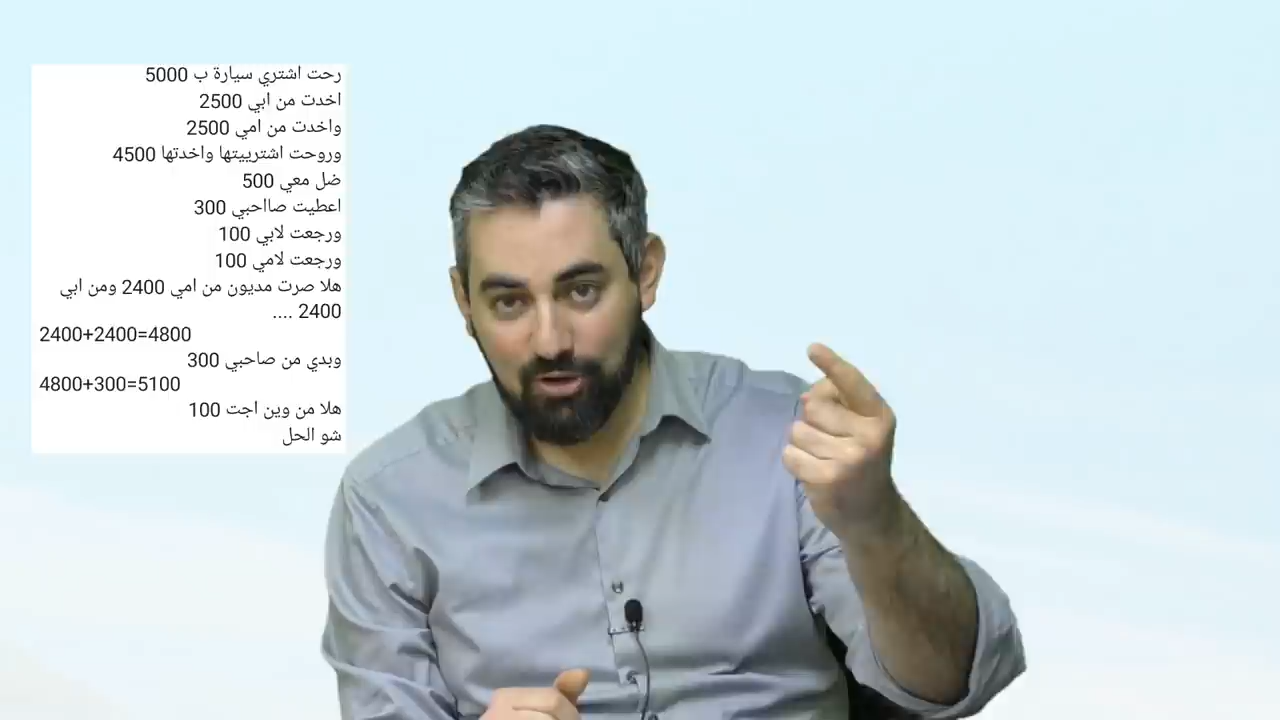 رحت اشتري سيارة ب 5000
اخدت من ابي 2500
واخدت من امي 2500
وروحت اشترييتها واخدتها 4500
ضل معي 500
اعطيت صااحبي 300
ورجعت لابي 100
ورجعت لامي 100
هلا صرت مديون من امي 2400 ومن ابي
2400 ....
2400+2400=4800
وبدي من صاحبي 300
4800+300=5100
هلا من وين اجت 100
شو الحل